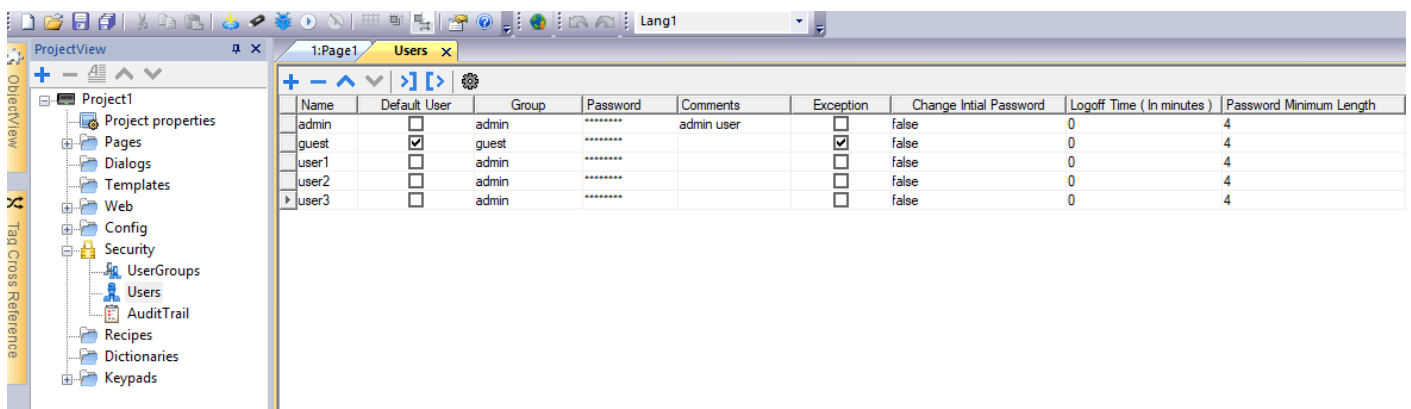 Lang1
ProjectView
1:Page1
Users
ObjectView
Tag Cross Reference
Project1
Project properties
Pages
Dialogs
Templates
Web
Config
Security
UserGroups
Users
AuditTrail
Recipes
Dictionaries
Keypads
Name Default User Group Password Comments Exception Change Intial Password Logoff Time ( In minutes ) Password Minimum Length
admin admin ******** admin user false 0 4
guest guest ******** false 0 4
user1 admin ******** false 0 4
user2 admin ******** false 0 4
user3 admin ******** false 0 4